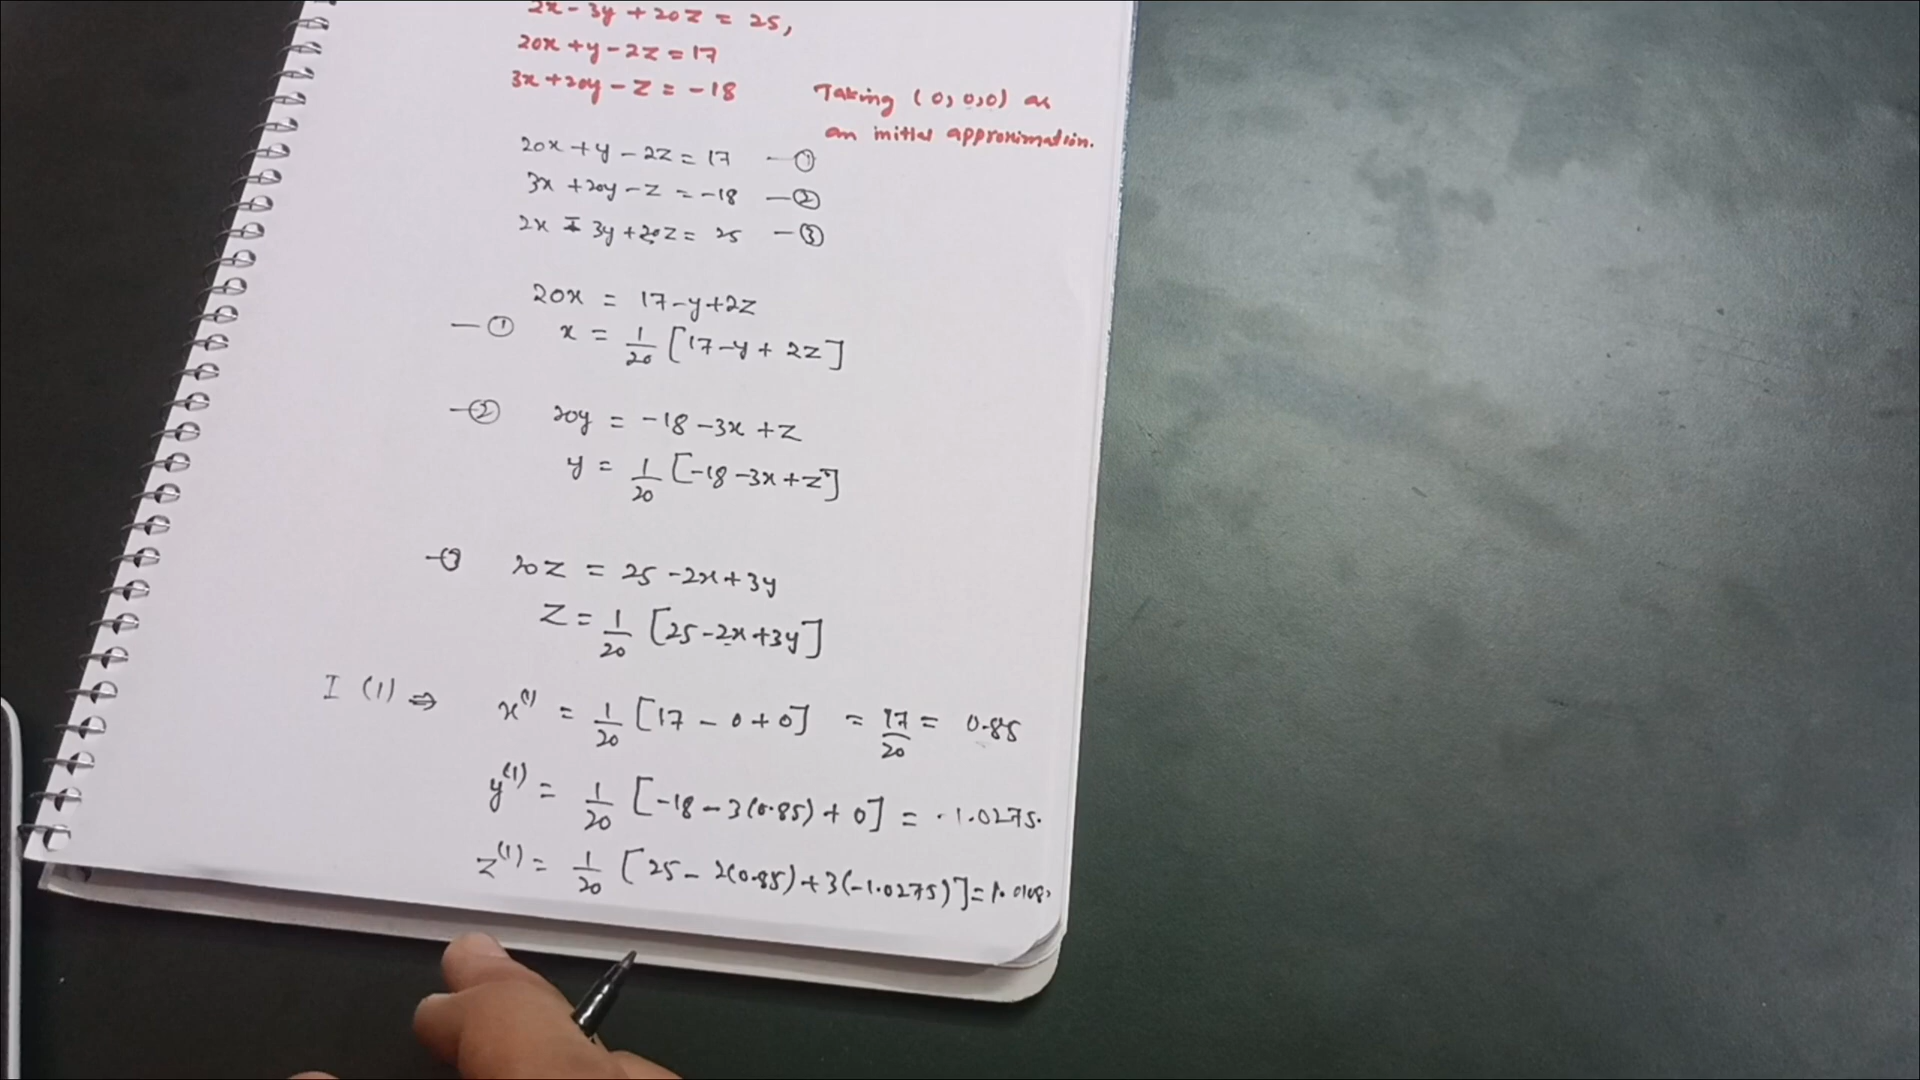 2x - 3y + 20z = 25,
20x + y - 2z = 17
3x + 20y - z = -18
Taking (0, 0, 0) as
an initial approximation.
20x + y - 2z = 17 — ①
3x + 20y - z = -18 — ②
2x - 3y + 20z = 25 — ③
20x = 17 - y + 2z
— ① x = 1/20 [17 - y + 2z]
— ② 20y = -18 - 3x + z
y = 1/20 [-18 - 3x + z]
— ③ 20z = 25 - 2x + 3y
z = 1/20 [25 - 2x + 3y]
I (1) ⇒ x⁽¹⁾ = 1/20 [17 - 0 + 0] = 17/20 = 0.85
y⁽¹⁾ = 1/20 [-18 - 3(0.85) + 0] = -1.0275.
z⁽¹⁾ = 1/20 [25 - 2(0.85) + 3(-1.0275)] =